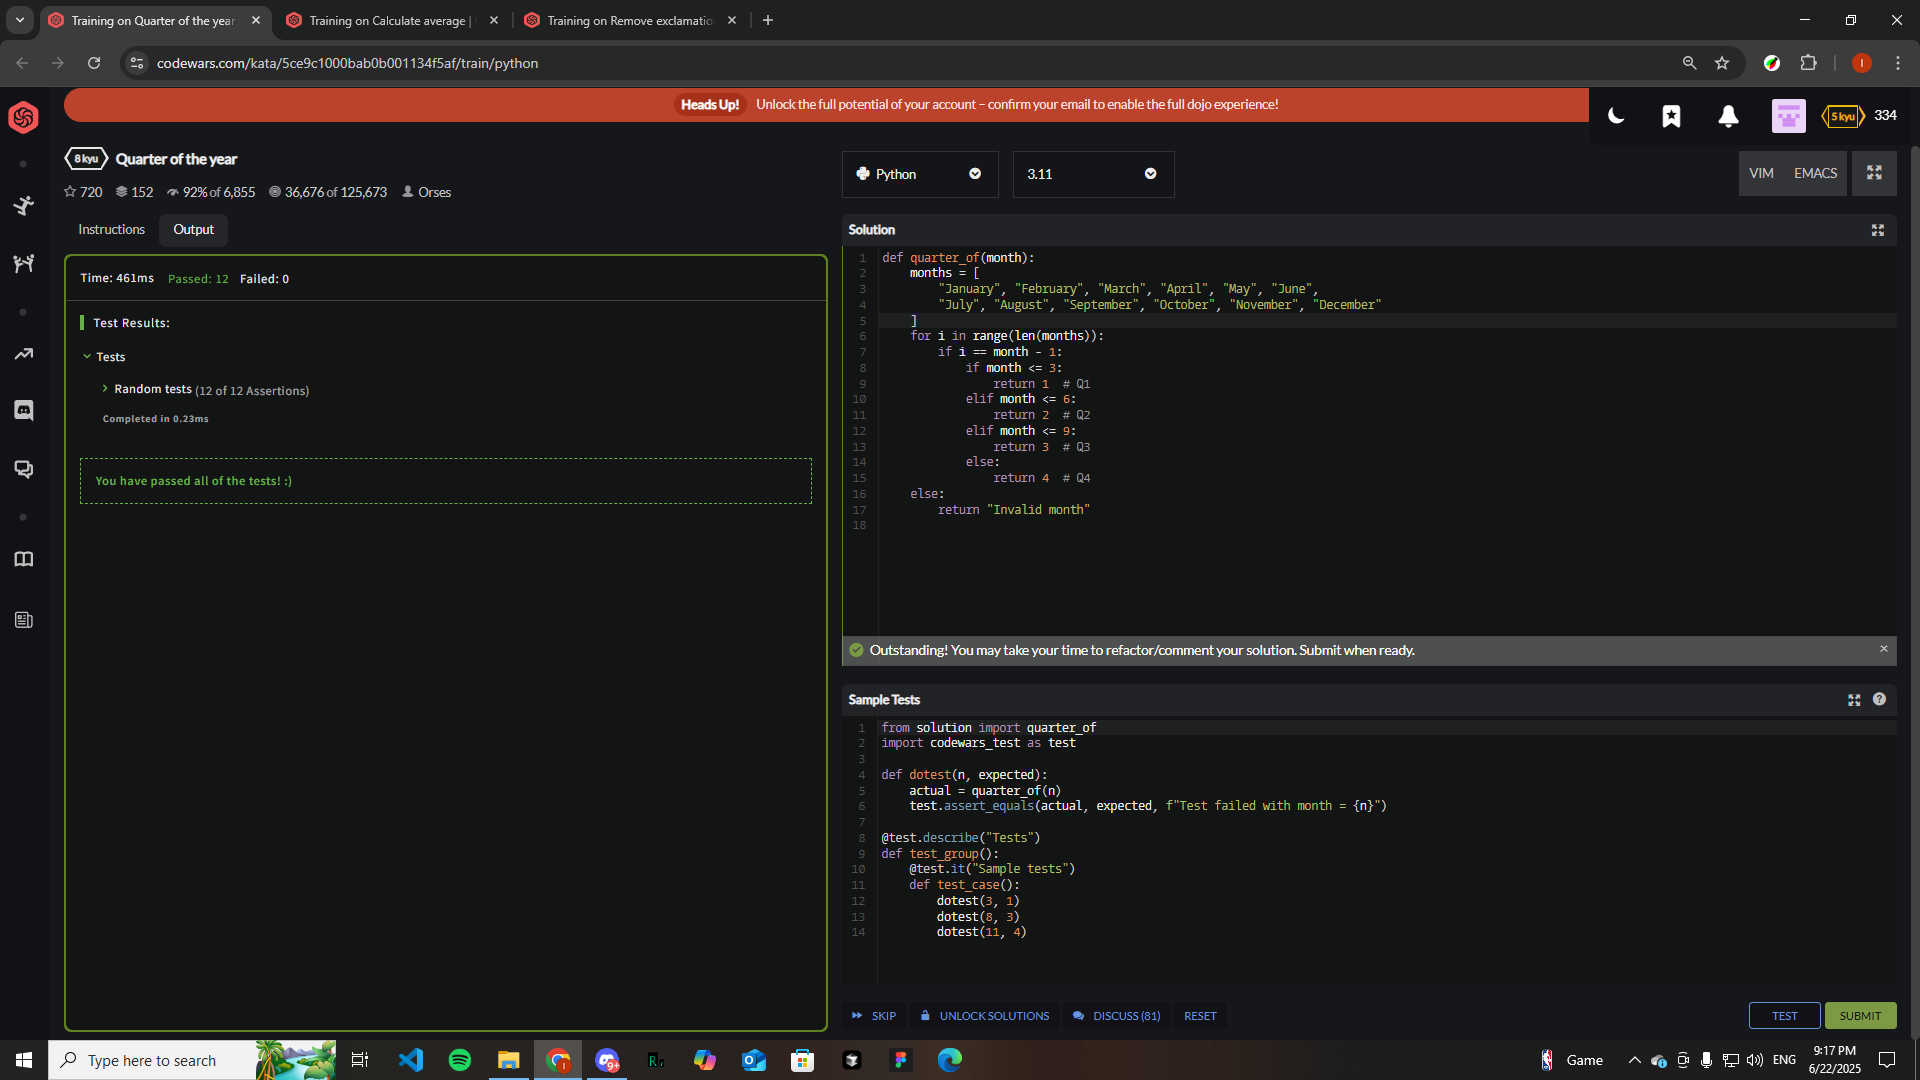 Training on Quarter of the year
Training on Calculate average |
Training on Remove exclamatio
codewars.com/kata/5ce9c1000bab0b001134f5af/train/python
I
Heads Up! Unlock the full potential of your account – confirm your email to enable the full dojo experience!
5 kyu 334
8 kyu Quarter of the year
720 152 92% of 6,855 36,676 of 125,673 Orses
Instructions Output
Time: 461ms Passed: 12 Failed: 0
Test Results:
Tests
Random tests (12 of 12 Assertions)
Completed in 0.23ms
You have passed all of the tests! :)
Python 3.11 VIM EMACS
Solution
1 def quarter_of(month):
2 months = [
3 "January", "February", "March", "April", "May", "June",
4 "July", "August", "September", "October", "November", "December"
5 ]
6 for i in range(len(months)):
7 if i == month - 1:
8 if month <= 3:
9 return 1 # Q1
10 elif month <= 6:
11 return 2 # Q2
12 elif month <= 9:
13 return 3 # Q3
14 else:
15 return 4 # Q4
16 else:
17 return "Invalid month"
18
Outstanding! You may take your time to refactor/comment your solution. Submit when ready.
Sample Tests
1 from solution import quarter_of
2 import codewars_test as test
3
4 def dotest(n, expected):
5 actual = quarter_of(n)
6 test.assert_equals(actual, expected, f"Test failed with month = {n}")
7
8 @test.describe("Tests")
9 def test_group():
10 @test.it("Sample tests")
11 def test_case():
12 dotest(3, 1)
13 dotest(8, 3)
14 dotest(11, 4)
SKIP UNLOCK SOLUTIONS DISCUSS (81) RESET TEST SUBMIT
Type here to search
9+
Game
ENG
9:17 PM
6/22/2025